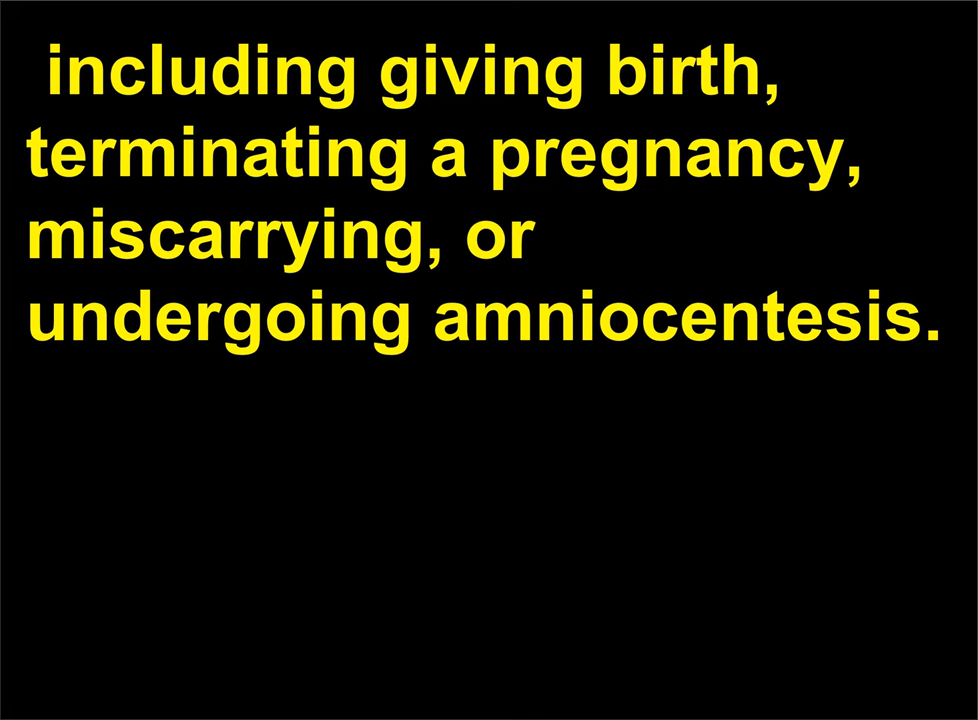 including giving birth,
terminating a pregnancy,
miscarrying, or
undergoing amniocentesis.